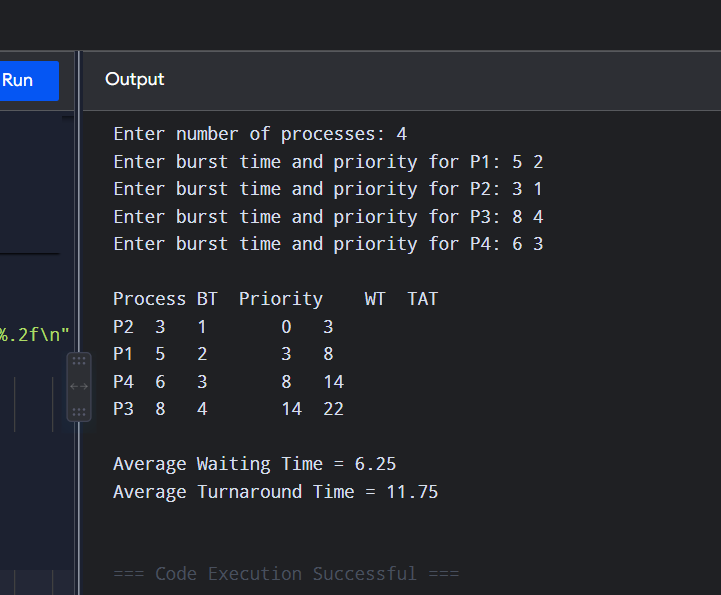 Run
Output
Enter number of processes: 4
Enter burst time and priority for P1: 5 2
Enter burst time and priority for P2: 3 1
Enter burst time and priority for P3: 8 4
Enter burst time and priority for P4: 6 3
Process BT  Priority    WT  TAT
P2  3   1       0   3
P1  5   2       3   8
%.2f\n"
P4  6   3       8   14
P3  8   4       14  22
Average Waiting Time = 6.25
Average Turnaround Time = 11.75
=== Code Execution Successful ===